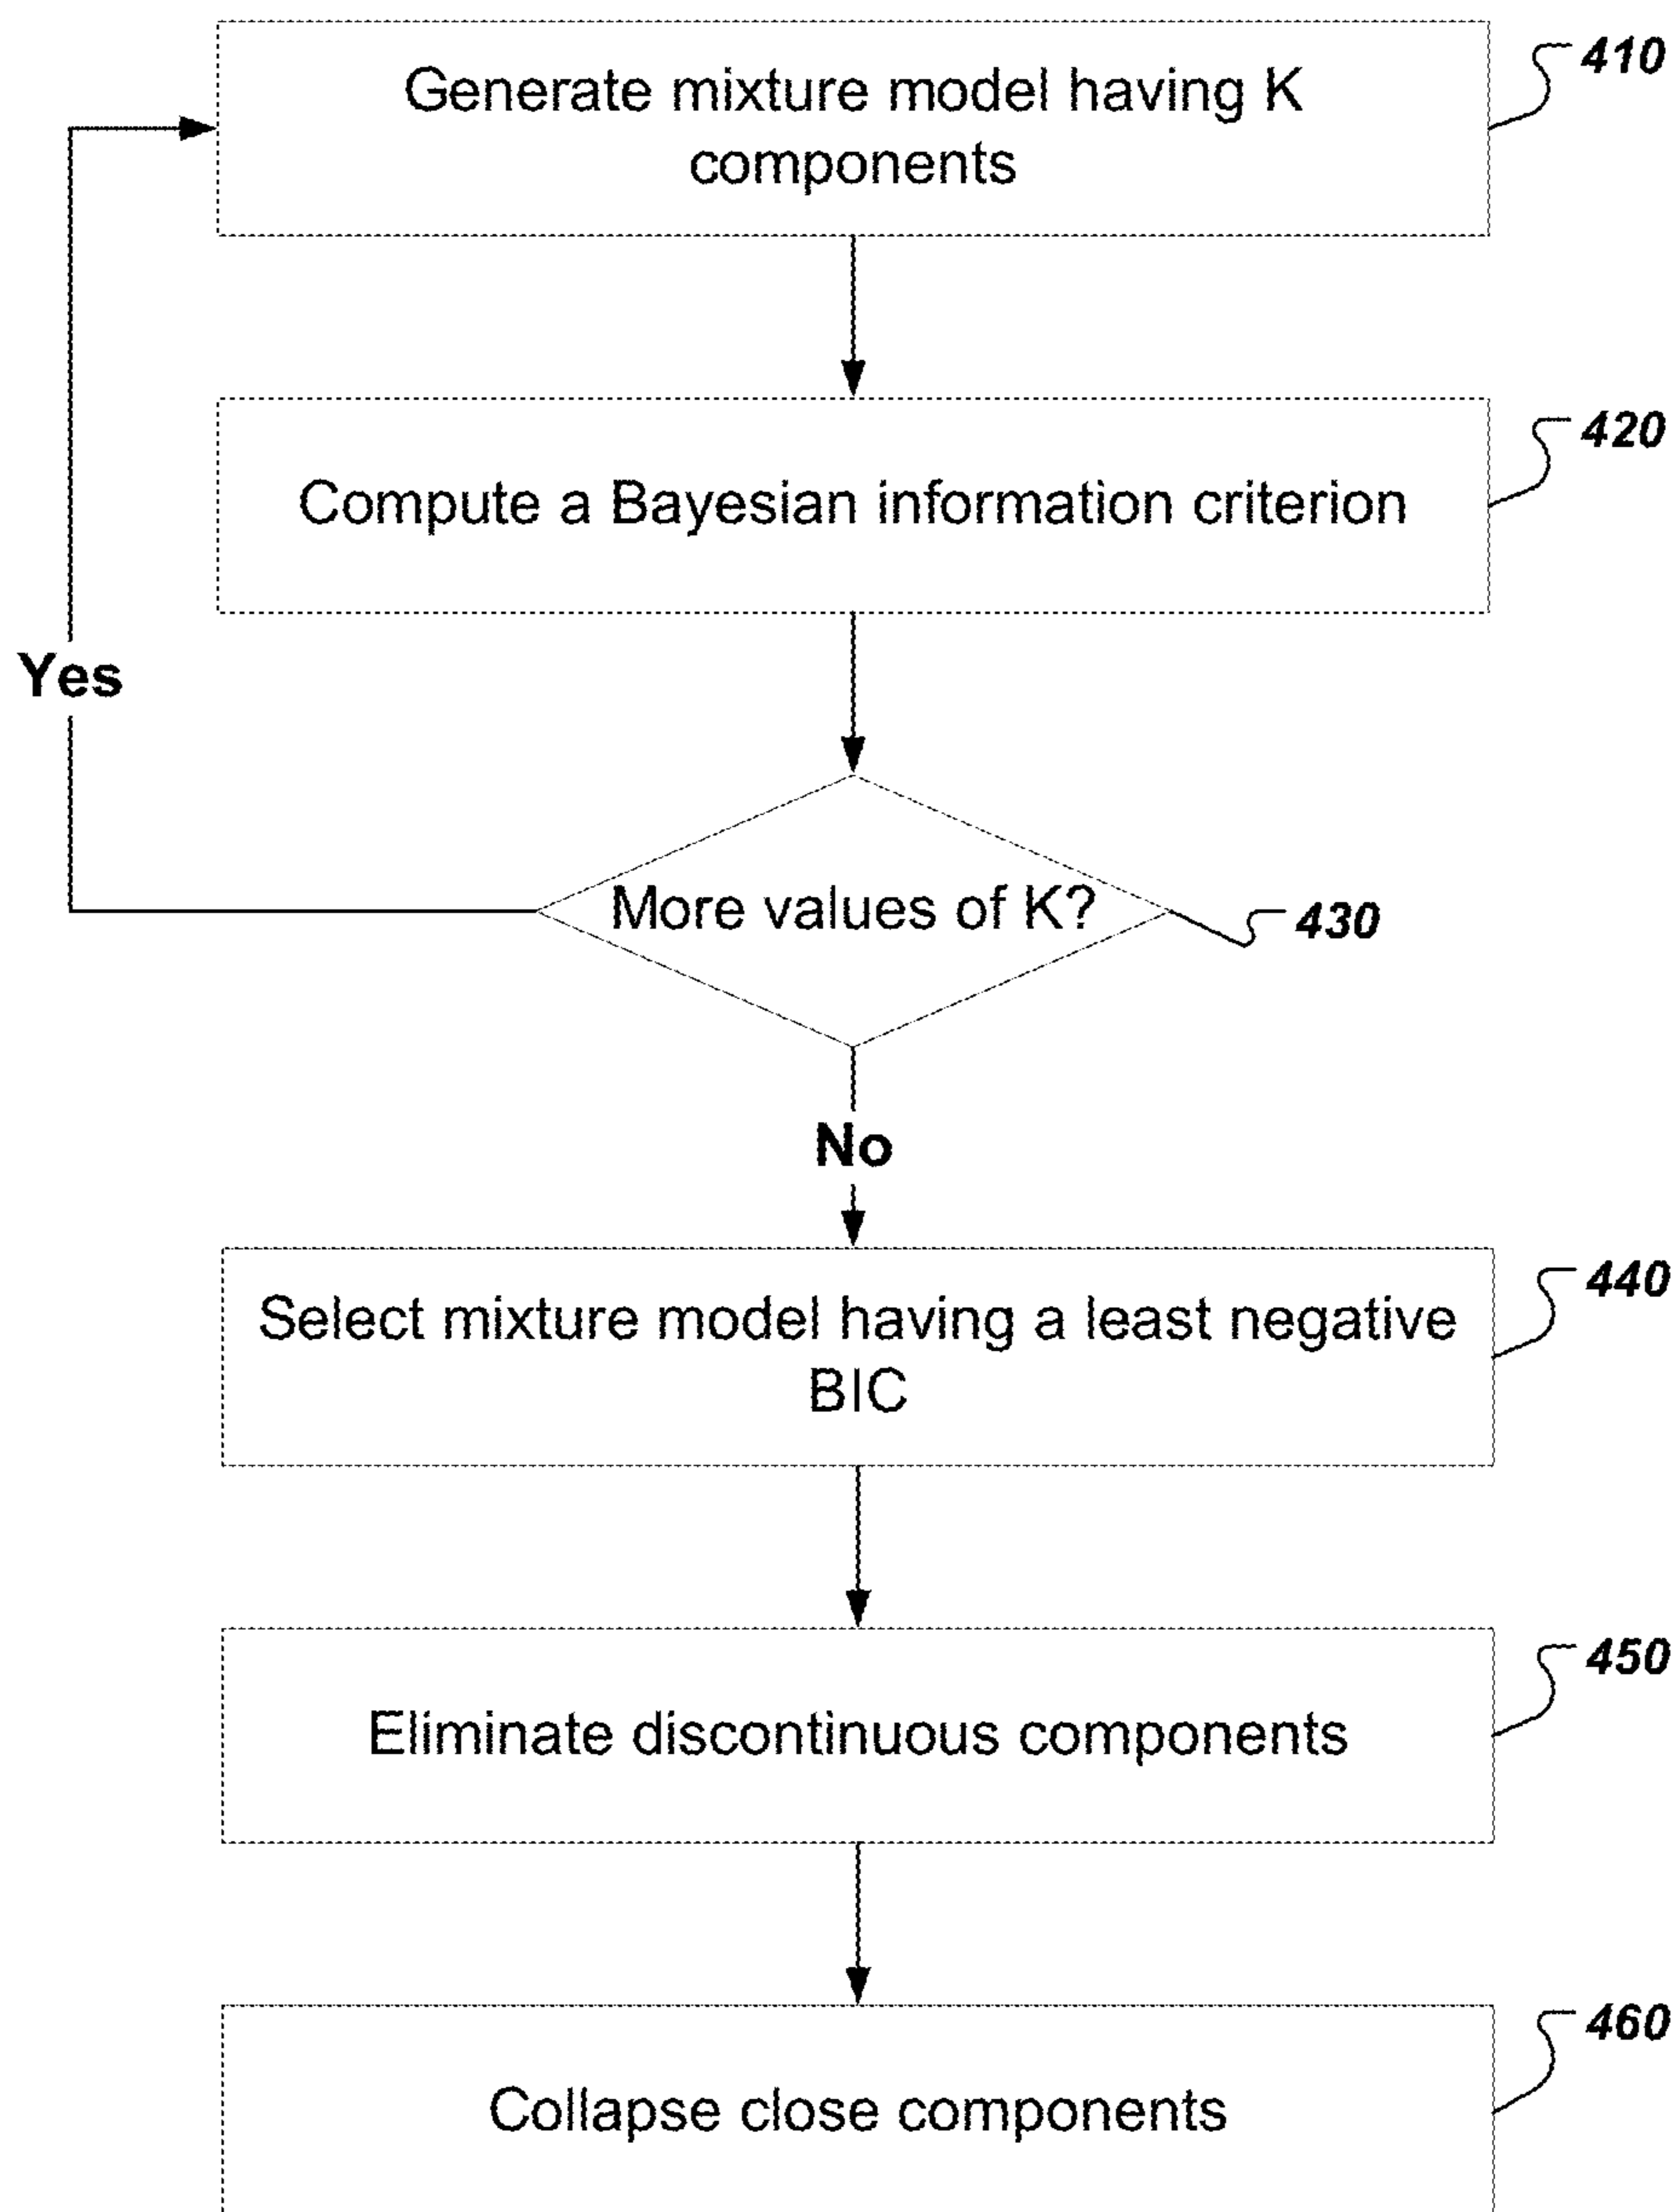 Generate mixture model having K
components
410
Compute a Bayesian information criterion
420
Yes
More values of K?
430
No
Select mixture model having a least negative
BIC
440
Eliminate discontinuous components
450
Collapse close components
460